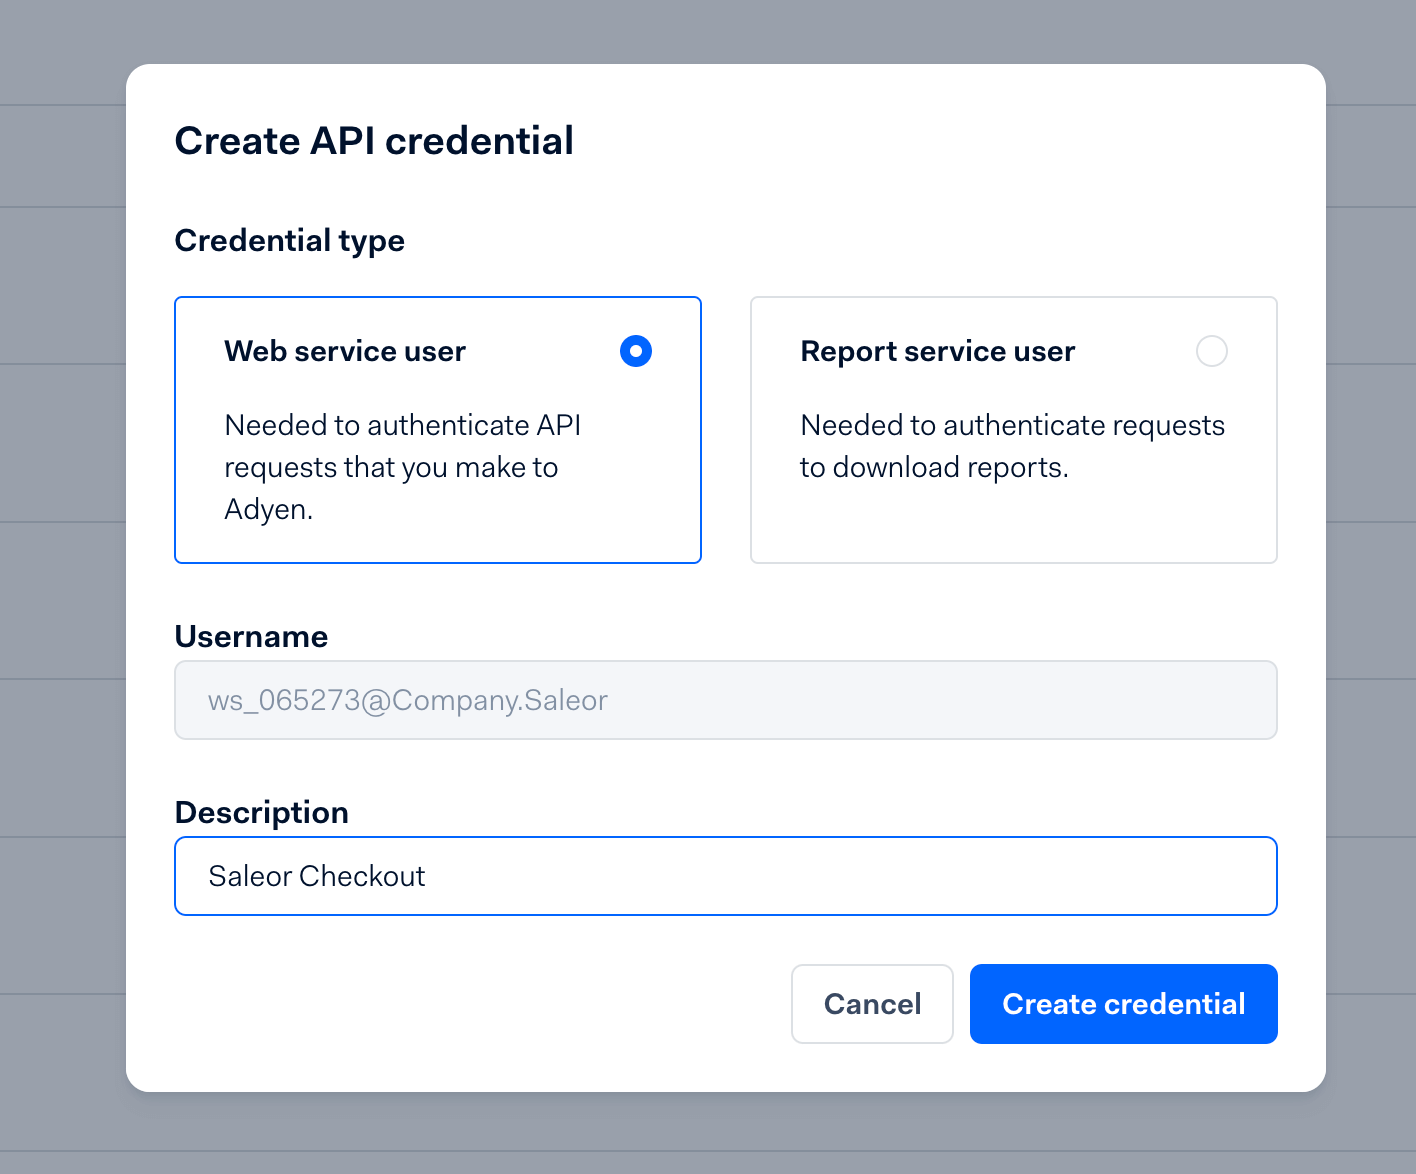 Create API credential
Credential type
Web service user
Needed to authenticate API
requests that you make to
Adyen.
Report service user
Needed to authenticate requests
to download reports.
Username
ws_065273@Company.Saleor
Description
Saleor Checkout
Cancel
Create credential